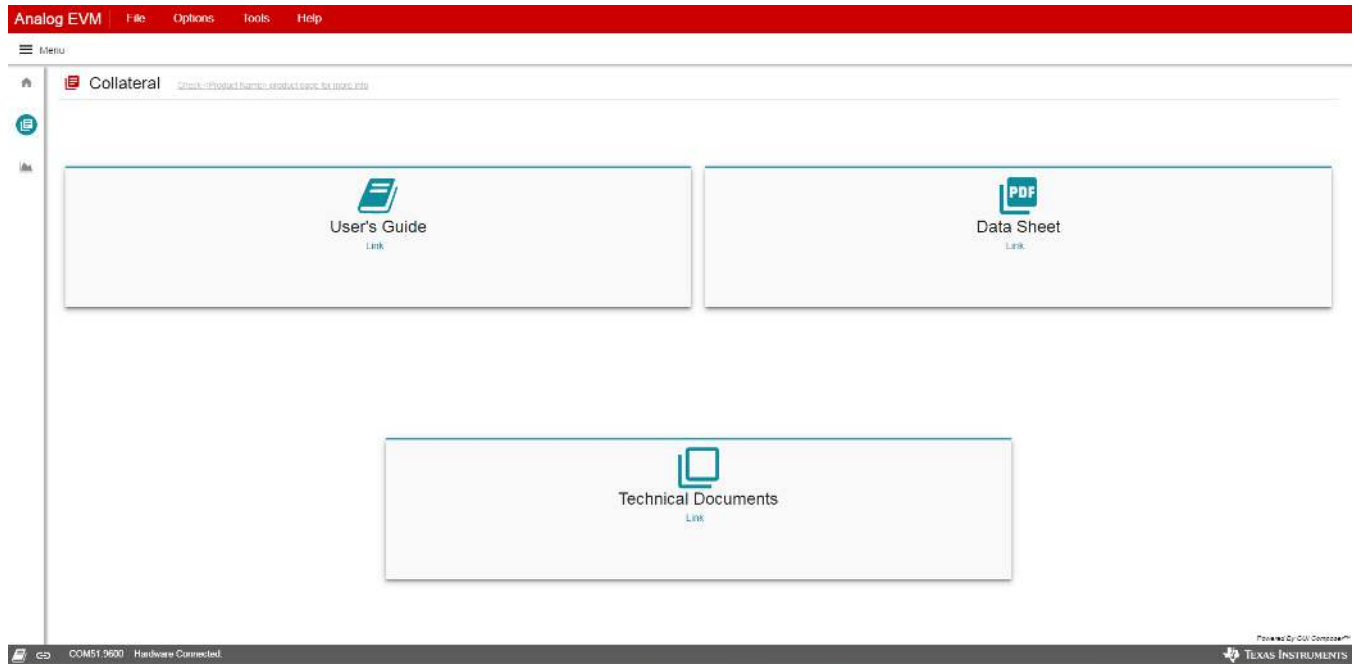 Analog EVM File Options Tools Help
Menu
Collateral Check <Product Name> product page for more info
PDF
User's Guide
Link
Data Sheet
Link
Technical Documents
Link
Powered By GUI Composer™
COM51:9600 Hardware Connected.
TEXAS INSTRUMENTS